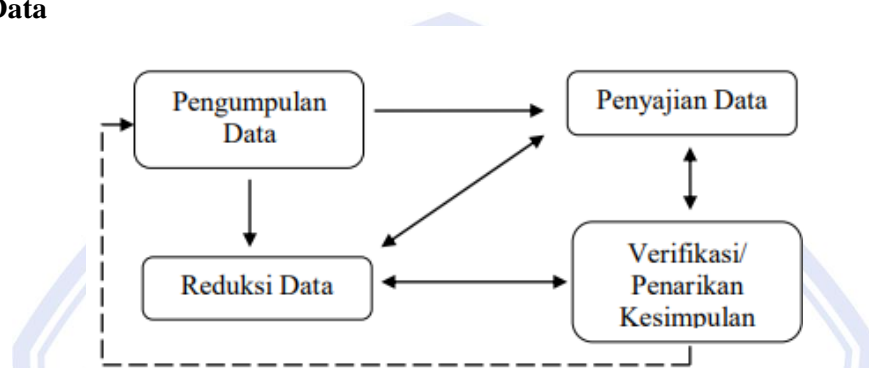 Data
Pengumpulan
Data
Penyajian Data
Reduksi Data
Verifikasi/
Penarikan
Kesimpulan